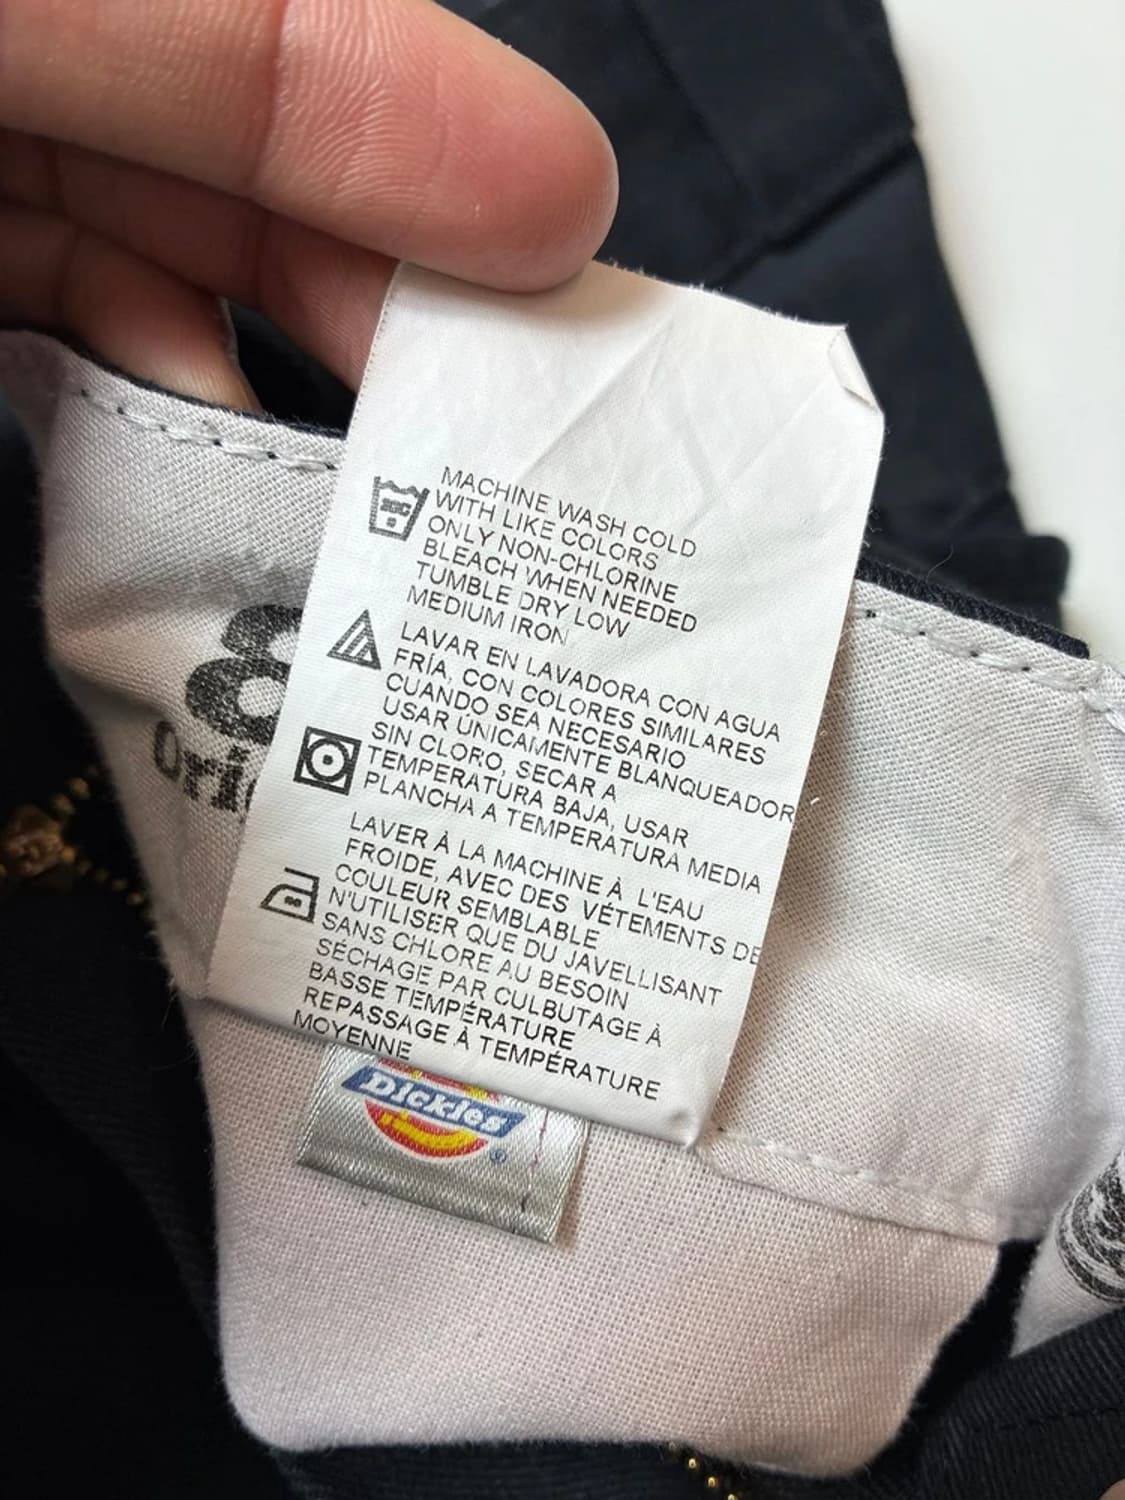 MACHINE WASH COLD
WITH LIKE COLORS
ONLY NON-CHLORINE
BLEACH WHEN NEEDED
TUMBLE DRY LOW
MEDIUM IRON
LAVAR EN LAVADORA CON AGUA
FRÍA, CON COLORES SIMILARES
CUANDO SEA NECESARIO
USAR ÚNICAMENTE BLANQUEADOR
SIN CLORO, SECAR A
TEMPERATURA BAJA, USAR
PLANCHA A TEMPERATURA MEDIA
LAVER À LA MACHINE À L'EAU
FROIDE, AVEC DES VÉTEMENTS DE
COULEUR SEMBLABLE
N'UTILISER QUE DU JAVELLISANT
SANS CHLORE AU BESOIN
SÉCHAGE PAR CULBUTAGE À
BASSE TEMPÉRATURE
REPASSAGE À TEMPÉRATURE
MOYENNE
8
Ori
Dickies
®